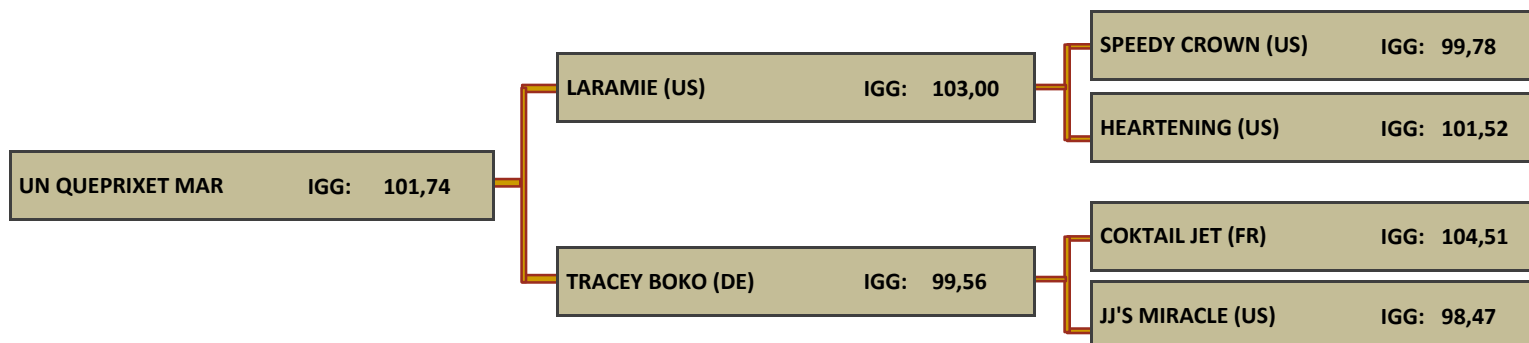 SPEEDY CROWN (US) IGG: 99,78
LARAMIE (US) IGG: 103,00
HEARTENING (US) IGG: 101,52
UN QUEPRIXET MAR IGG: 101,74
COKTAIL JET (FR) IGG: 104,51
TRACEY BOKO (DE) IGG: 99,56
JJ'S MIRACLE (US) IGG: 98,47